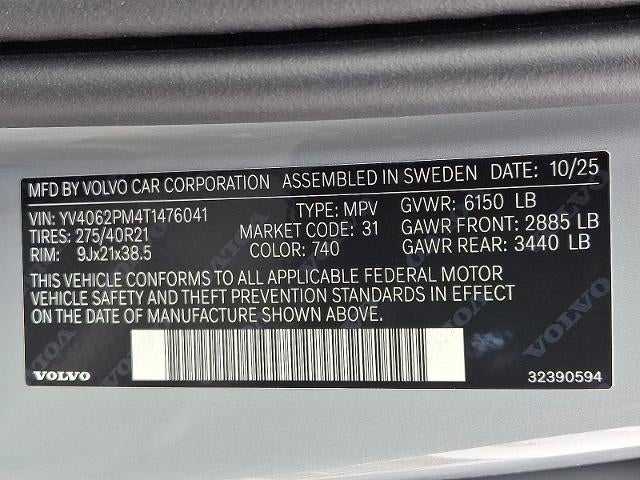 MFD BY VOLVO CAR CORPORATION ASSEMBLED IN SWEDEN DATE: 10/25
VIN: YV4062PM4T1476041 TYPE: MPV GVWR: 6150 LB
TIRES: 275/40R21 MARKET CODE: 31 GAWR FRONT: 2885 LB
RIM: 9Jx21x38.5 COLOR: 740 GAWR REAR: 3440 LB
THIS VEHICLE CONFORMS TO ALL APPLICABLE FEDERAL MOTOR
VEHICLE SAFETY AND THEFT PREVENTION STANDARDS IN EFFECT
ON THE DATE OF MANUFACTURE SHOWN ABOVE.
VOLVO
VOLVO 32390594